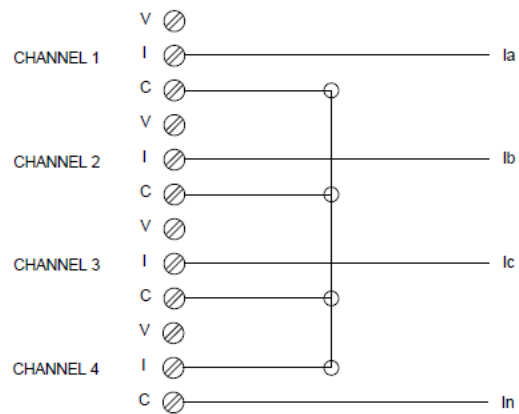 V
CHANNEL 1 I Ia
C
V
CHANNEL 2 I Ib
C
V
CHANNEL 3 I Ic
C
V
CHANNEL 4 I
C In